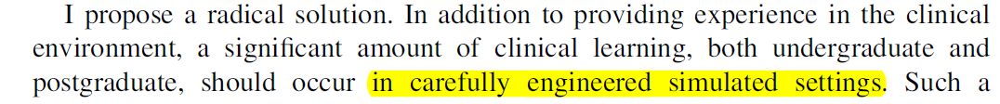 I propose a radical solution. In addition to providing experience in the clinical
environment, a significant amount of clinical learning, both undergraduate and
postgraduate, should occur in carefully engineered simulated settings. Such a